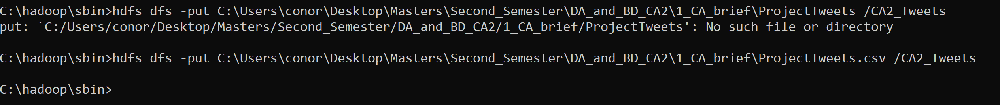 C:\hadoop\sbin>hdfs dfs -put C:\Users\conor\Desktop\Masters\Second_Semester\DA_and_BD_CA2\1_CA_brief\ProjectTweets /CA2_Tweets
put: `C:/Users/conor/Desktop/Masters/Second_Semester/DA_and_BD_CA2/1_CA_brief/ProjectTweets': No such file or directory
C:\hadoop\sbin>hdfs dfs -put C:\Users\conor\Desktop\Masters\Second_Semester\DA_and_BD_CA2\1_CA_brief\ProjectTweets.csv /CA2_Tweets
C:\hadoop\sbin>